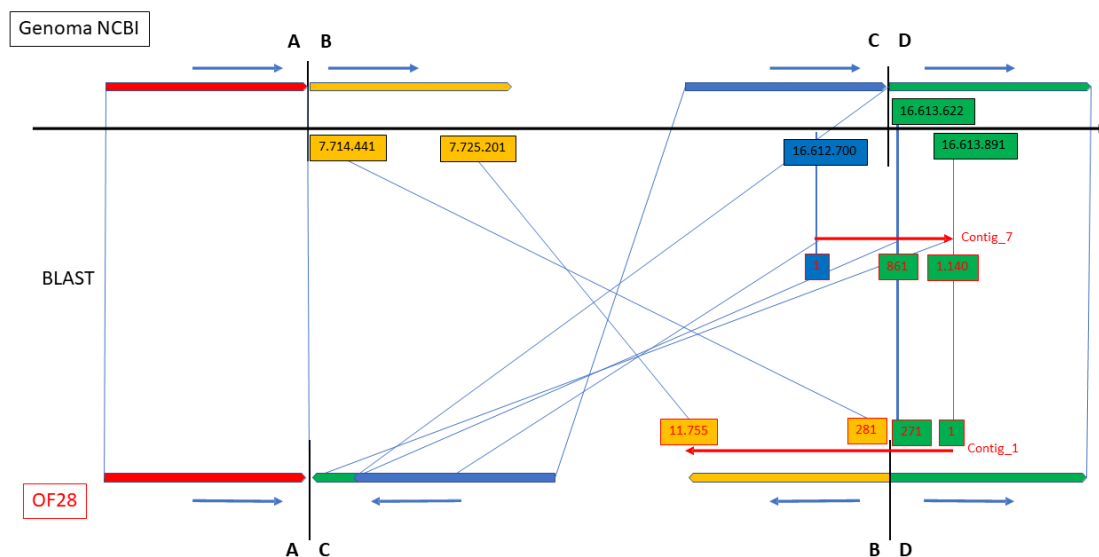 Genoma NCBI
A B
C D
16.613.622
7.714.441
7.725.201
16.612.700
16.613.891
Contig_7
BLAST
1
861
1.140
11.755
281
271
1
Contig_1
OF28
A C
B D